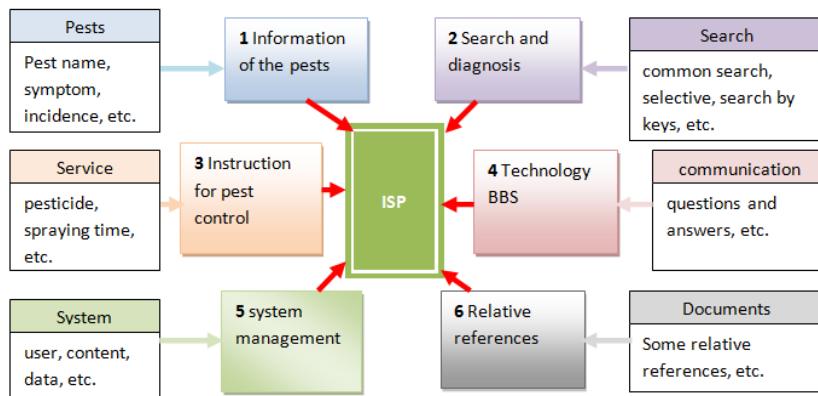 Pests
Pest name,
symptom,
incidence, etc.
1 Information
of the pests
2 Search and
diagnosis
Search
common search,
selective, search by
keys, etc.
Service
pesticide,
spraying time,
etc.
3 Instruction
for pest
control
ISP
4 Technology
BBS
communication
questions and
answers, etc.
System
user, content,
data, etc.
5 system
management
6 Relative
references
Documents
Some relative
references, etc.